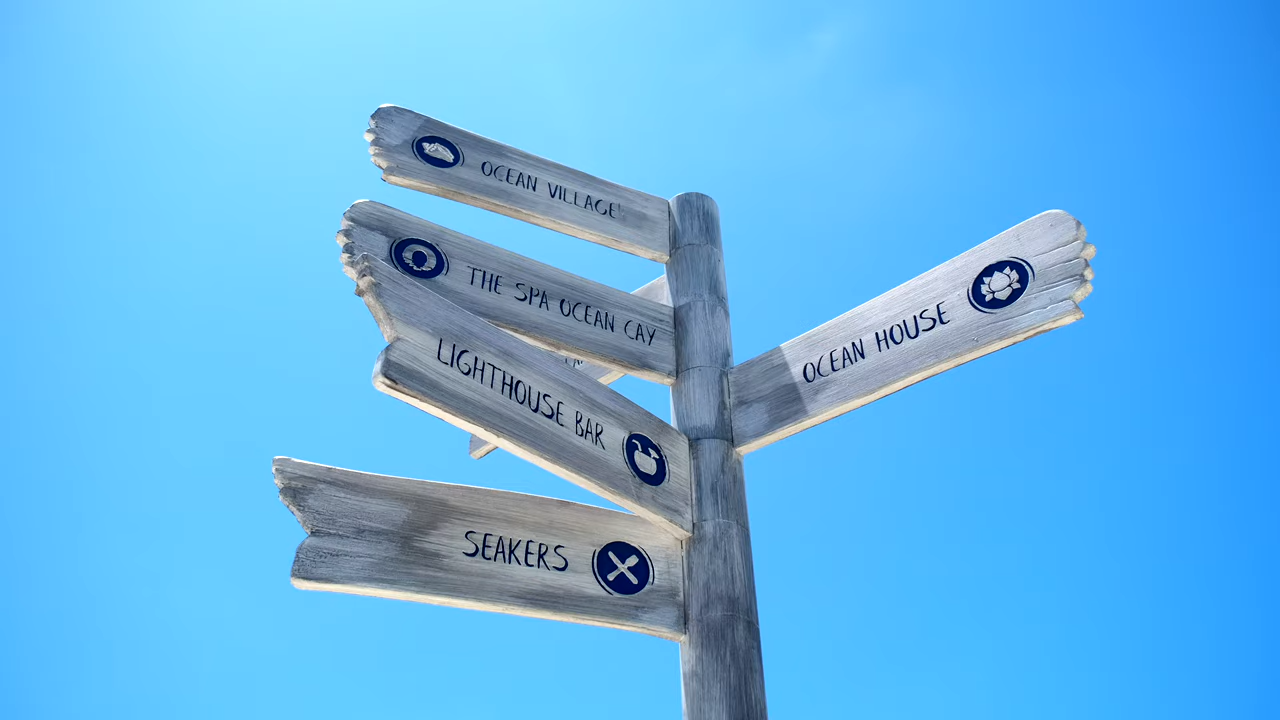 OCEAN VILLAGE
THE SPA OCEAN CAY
LIGHTHOUSE BAR
SEAKERS
OCEAN HOUSE